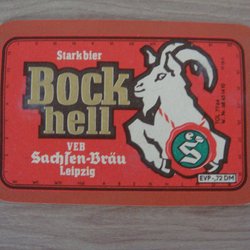 Starkbier
Bock
hell
VEB
Sachsen-Bräu
Leipzig
EVP -,72 DM